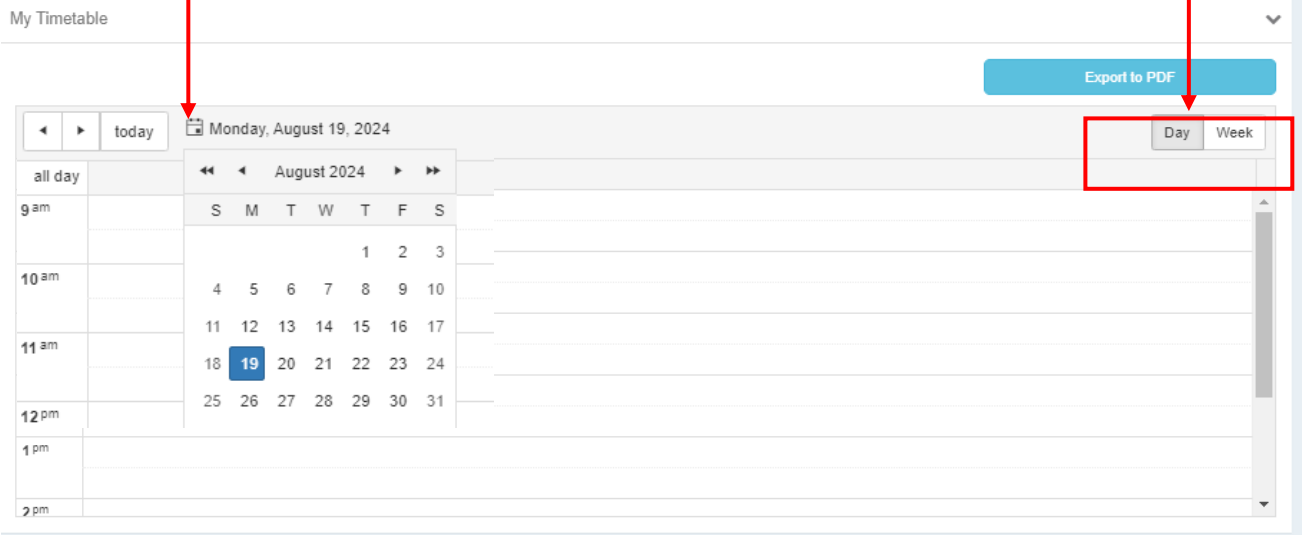 My Timetable
Export to PDF
today Monday, August 19, 2024 Day Week
all day
August 2024
S M T W T F S
1 2 3
4 5 6 7 8 9 10
11 12 13 14 15 16 17
18 19 20 21 22 23 24
25 26 27 28 29 30 31
9 am
10 am
11 am
12 pm
1 pm
2 pm